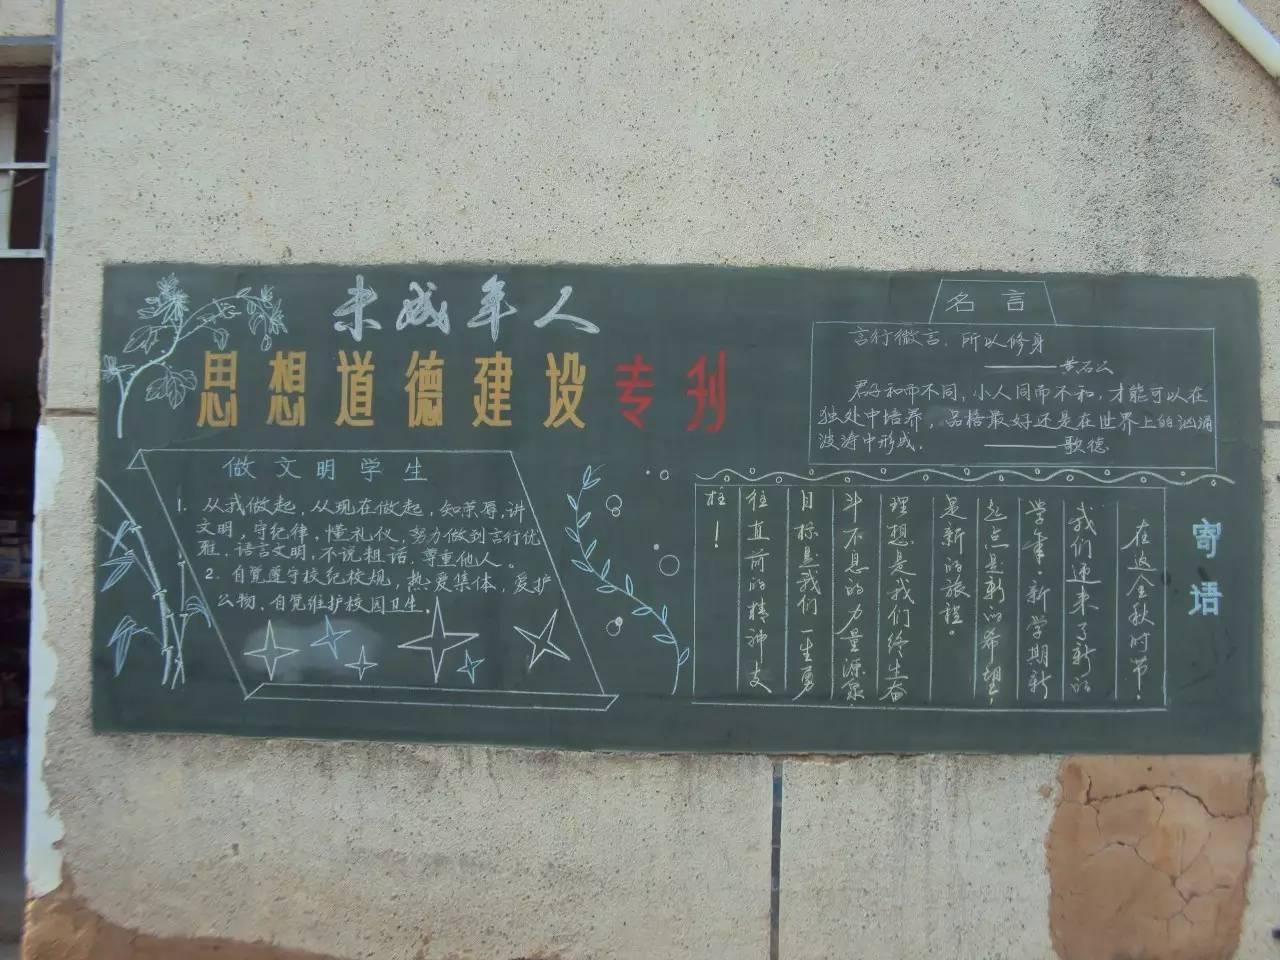 未成年人
思想道德建设专刊
做文明学生
1. 从我做起，从现在做起，知荣辱，讲
文明，守纪律，懂礼仪，努力做到言行优
雅，语言文明，不说粗话，尊重他人。
2. 自觉遵守校纪校规，热爱集体，爱护
公物，自觉维护校园卫生。
名言
言行微言，所以修身
——黄石公
君子和而不同，小人同而不和，才能可以在
独处中培养，品格最好还是在世界上的汹涌
波涛中形成.
——歌德
寄语
在这金秋时节，
我们迎来了新的
学年，新学期新
起点是新的希望，
是新的旅程。
理想是我们终生奋
斗不息的力量源泉，
目标是我们一生勇
往直前的精神支
柱！